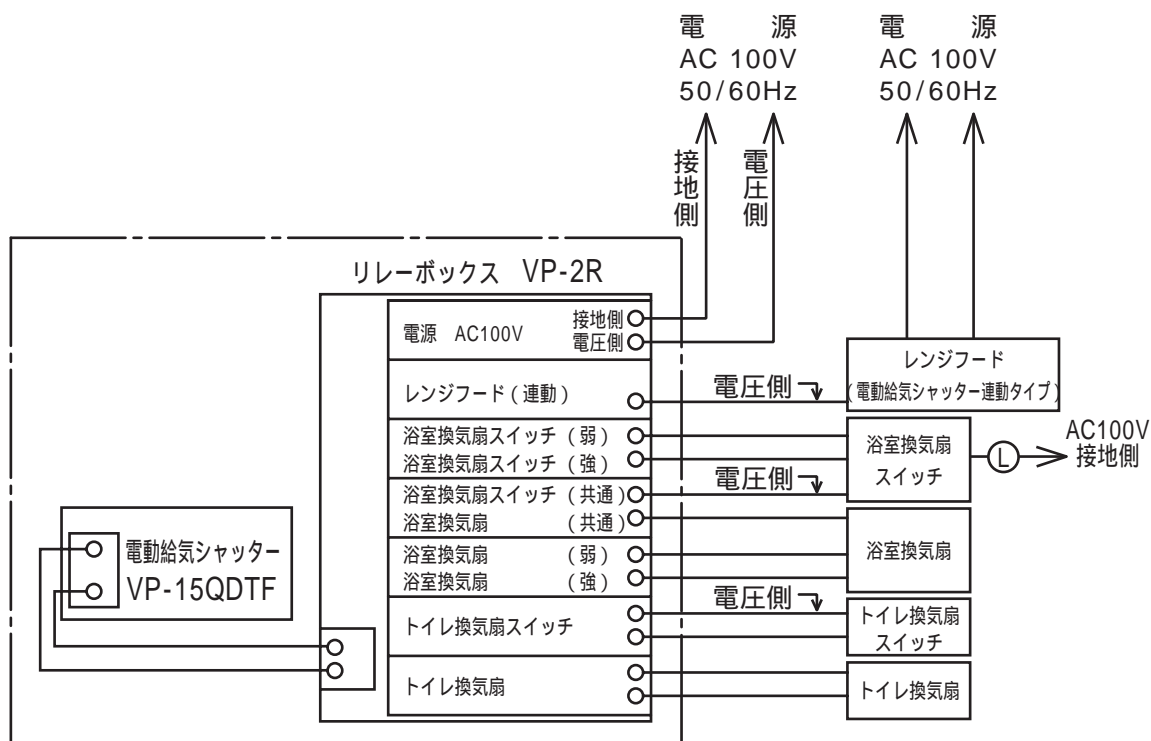 電 源
AC 100V
50/60Hz
電 源
AC 100V
50/60Hz
接地側
電圧側
リレーボックス VP-2R
電源 AC100V
接地側
電圧側
レンジフード（連動）
浴室換気扇スイッチ（弱）
浴室換気扇スイッチ（強）
浴室換気扇スイッチ（共通）
浴室換気扇 （共通）
浴室換気扇 （弱）
浴室換気扇 （強）
トイレ換気扇スイッチ
トイレ換気扇
電動給気シャッター
VP-15QDTF
電圧側
レンジフード
（電動給気シャッター連動タイプ）
浴室換気扇
スイッチ
L
AC100V
接地側
電圧側
浴室換気扇
電圧側
トイレ換気扇
スイッチ
トイレ換気扇